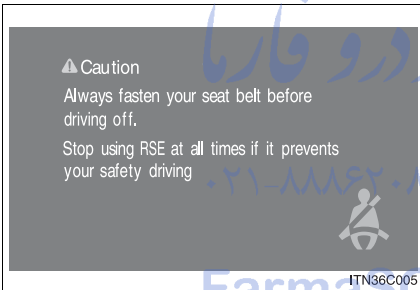 Caution
Always fasten your seat belt before
driving off.
Stop using RSE at all times if it prevents
your safety driving
ITN36C005